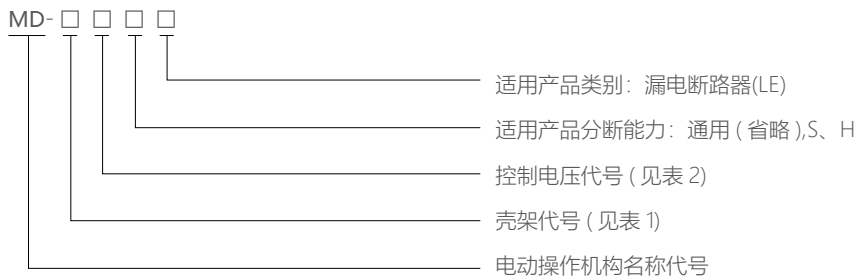 MD-□ □ □ □
适用产品类别：漏电断路器(LE)
适用产品分断能力：通用 ( 省略 ),S、H
控制电压代号 ( 见表 2)
壳架代号 ( 见表 1)
电动操作机构名称代号